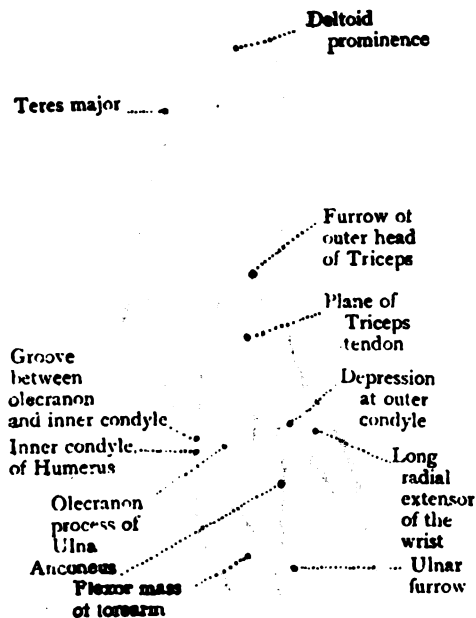 Deltoid
prominence
Teres major
Furrow of
outer head
of Triceps
Plane of
Triceps
tendon
Groove
between
olecranon
and inner condyle
Depression
at outer
condyle
Inner condyle
of Humerus
Long
radial
extensor
of the
wrist
Olecranon
process of
Ulna
Anconeus
Flexor mass
of forearm
Ulnar
furrow